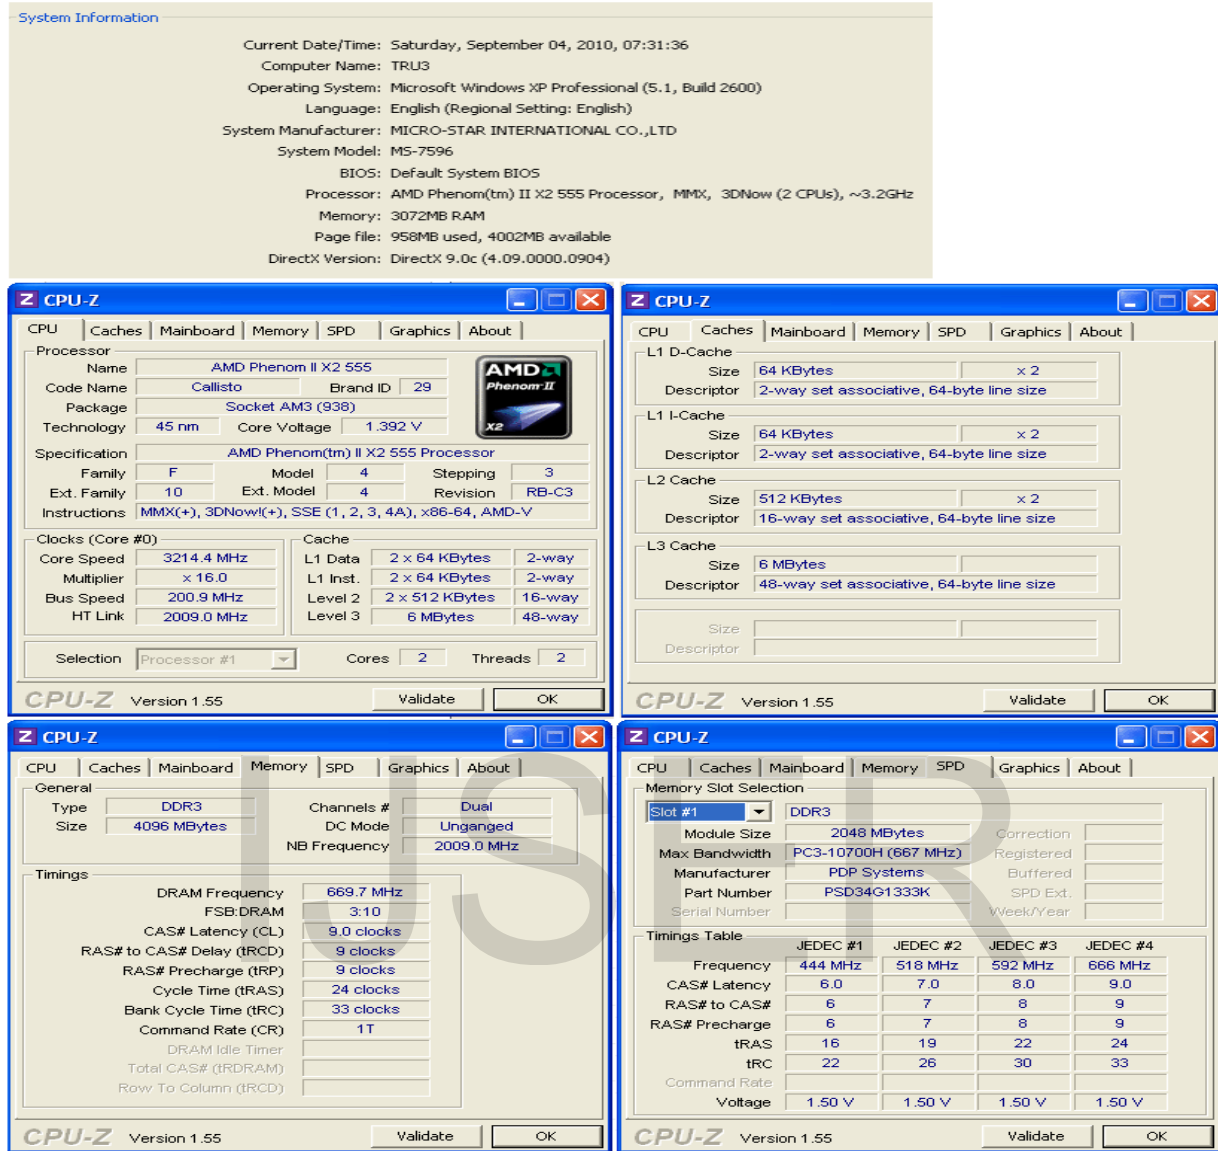 System Information
Current Date/Time: Saturday, September 04, 2010, 07:31:36
Computer Name: TRU3
Operating System: Microsoft Windows XP Professional (5.1, Build 2600)
Language: English (Regional Setting: English)
System Manufacturer: MICRO-STAR INTERNATIONAL CO.,LTD
System Model: MS-7596
BIOS: Default System BIOS
Processor: AMD Phenom(tm) II X2 555 Processor, MMX, 3DNow (2 CPUs), ~3.2GHz
Memory: 3072MB RAM
Page file: 958MB used, 4002MB available
DirectX Version: DirectX 9.0c (4.09.0000.0904)
CPU-Z
CPU Caches Mainboard Memory SPD Graphics About
Processor
Name AMD Phenom II X2 555
Code Name Callisto Brand ID 29
Package Socket AM3 (938)
Technology 45 nm Core Voltage 1.392 V
AMD
Phenom II
X2
Specification AMD Phenom(tm) II X2 555 Processor
Family F Model 4 Stepping 3
Ext. Family 10 Ext. Model 4 Revision RB-C3
Instructions MMX(+), 3DNow!(+), SSE (1, 2, 3, 4A), x86-64, AMD-V
Clocks (Core #0)
Core Speed 3214.4 MHz
Multiplier x 16.0
Bus Speed 200.9 MHz
HT Link 2009.0 MHz
Cache
L1 Data 2 x 64 KBytes 2-way
L1 Inst. 2 x 64 KBytes 2-way
Level 2 2 x 512 KBytes 16-way
Level 3 6 MBytes 48-way
Selection Processor #1 Cores 2 Threads 2
CPU-Z Version 1.55 Validate OK
CPU-Z
CPU Caches Mainboard Memory SPD Graphics About
L1 D-Cache
Size 64 KBytes x 2
Descriptor 2-way set associative, 64-byte line size
L1 I-Cache
Size 64 KBytes x 2
Descriptor 2-way set associative, 64-byte line size
L2 Cache
Size 512 KBytes x 2
Descriptor 16-way set associative, 64-byte line size
L3 Cache
Size 6 MBytes
Descriptor 48-way set associative, 64-byte line size
Size
Descriptor
CPU-Z Version 1.55 Validate OK
CPU-Z
CPU Caches Mainboard Memory SPD Graphics About
General
Type DDR3 Channels # Dual
Size 4096 MBytes DC Mode Unganged
NB Frequency 2009.0 MHz
Timings
DRAM Frequency 669.7 MHz
FSB:DRAM 3:10
CAS# Latency (CL) 9.0 clocks
RAS# to CAS# Delay (tRCD) 9 clocks
RAS# Precharge (tRP) 9 clocks
Cycle Time (tRAS) 24 clocks
Bank Cycle Time (tRC) 33 clocks
Command Rate (CR) 1T
DRAM Idle Timer
Total CAS# (tRDRAM)
Row To Column (tRCD)
CPU-Z Version 1.55 Validate OK
CPU-Z
CPU Caches Mainboard Memory SPD Graphics About
Memory Slot Selection
Slot #1 DDR3
Module Size 2048 MBytes Correction
Max Bandwidth PC3-10700H (667 MHz) Registered
Manufacturer PDP Systems Buffered
Part Number PSD34G1333K SPD Ext.
Serial Number Week/Year
Timings Table
JEDEC #1 JEDEC #2 JEDEC #3 JEDEC #4
Frequency 444 MHz 518 MHz 592 MHz 666 MHz
CAS# Latency 6.0 7.0 8.0 9.0
RAS# to CAS# 6 7 8 9
RAS# Precharge 6 7 8 9
tRAS 16 19 22 24
tRC 22 26 30 33
Command Rate
Voltage 1.50 V 1.50 V 1.50 V 1.50 V
CPU-Z Version 1.55 Validate OK
IJSER